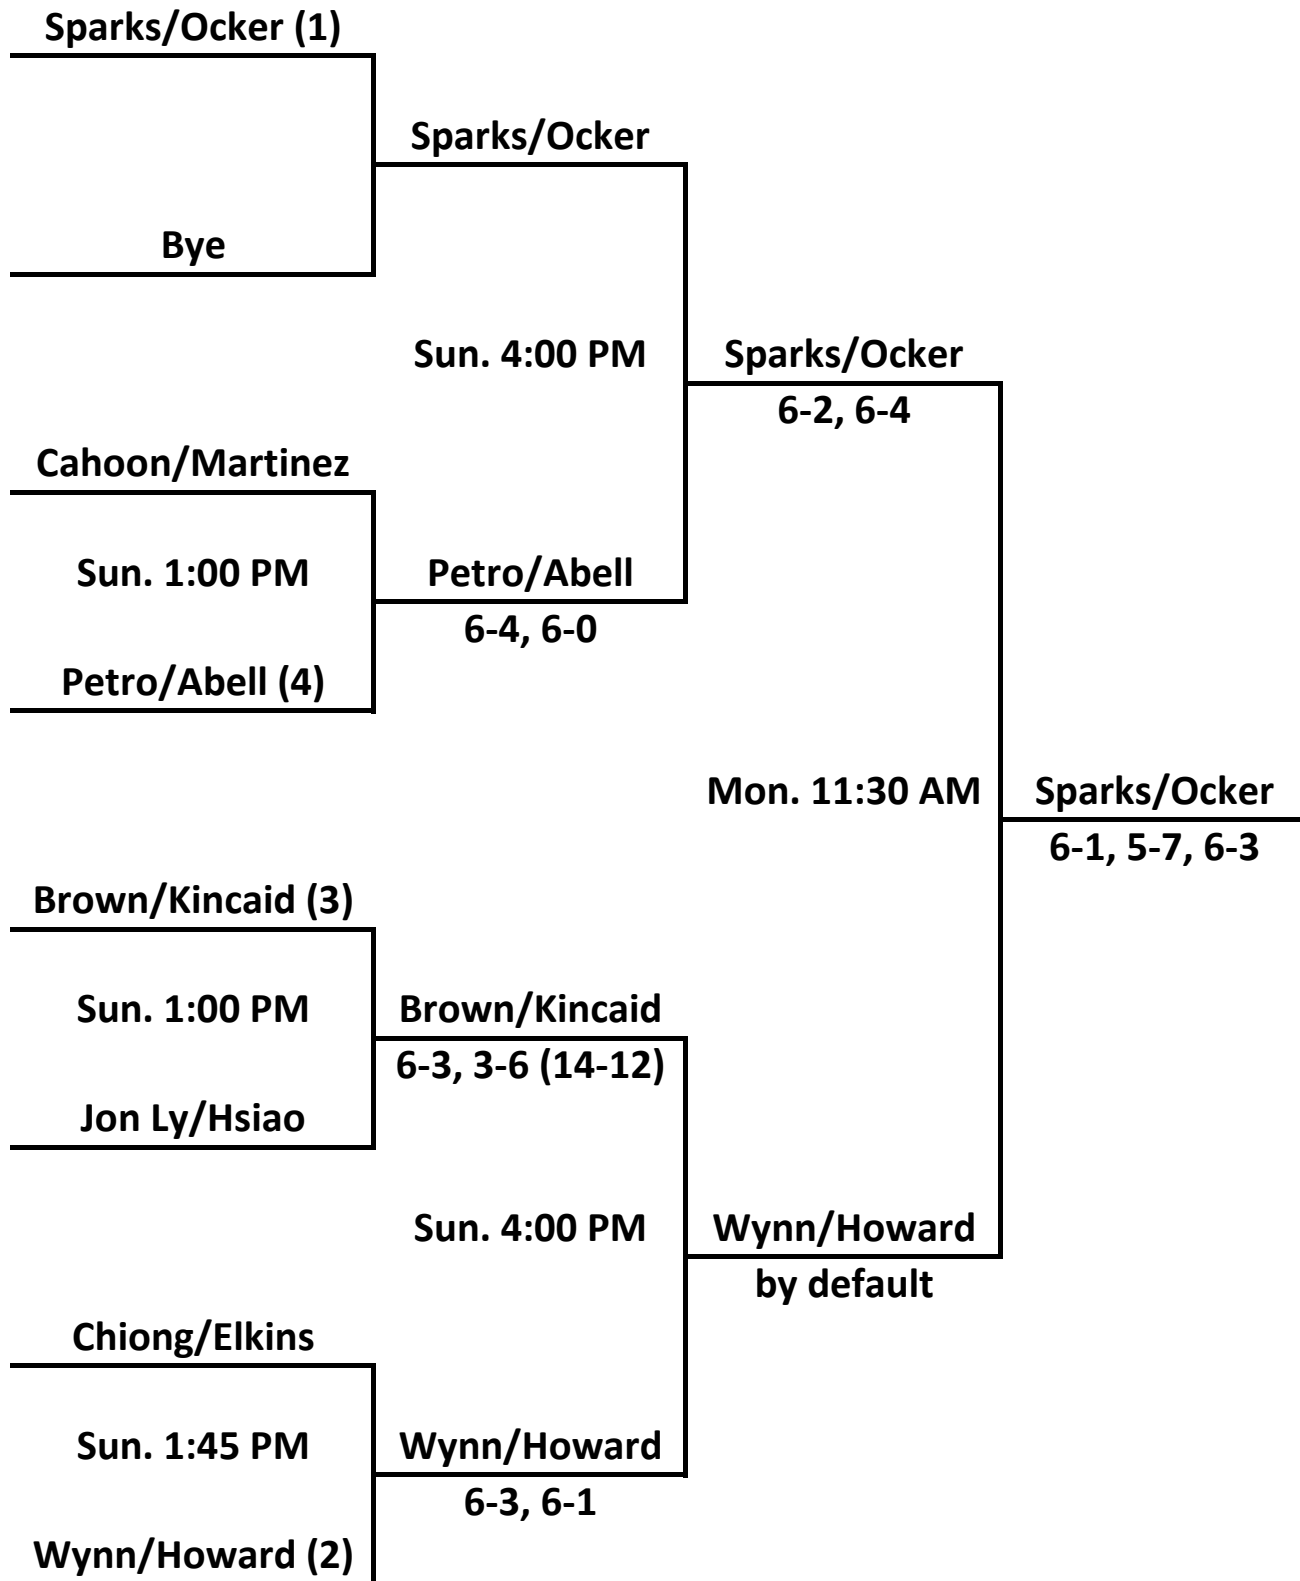 Sparks/Ocker (1)
Sparks/Ocker
Bye
Sun. 4:00 PM
Sparks/Ocker
6-2, 6-4
Cahoon/Martinez
Sun. 1:00 PM
Petro/Abell
6-4, 6-0
Petro/Abell (4)
Mon. 11:30 AM
Sparks/Ocker
6-1, 5-7, 6-3
Brown/Kincaid (3)
Sun. 1:00 PM
Brown/Kincaid
6-3, 3-6 (14-12)
Jon Ly/Hsiao
Sun. 4:00 PM
Wynn/Howard
by default
Chiong/Elkins
Sun. 1:45 PM
Wynn/Howard
6-3, 6-1
Wynn/Howard (2)